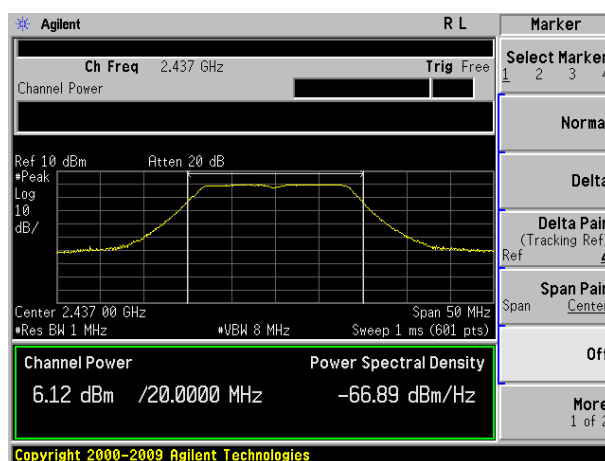 Agilent R L
Ch Freq 2.437 GHz Trig Free
Channel Power
Ref 10 dBm Atten 20 dB
#Peak
Log
10
dB/
Center 2.437 00 GHz Span 50 MHz
#Res BW 1 MHz #VBW 8 MHz Sweep 1 ms (601 pts)
Channel Power Power Spectral Density
6.12 dBm /20.0000 MHz -66.89 dBm/Hz
Copyright 2000-2009 Agilent Technologies
Marker
Select Marker
1 2 3 4
Norma
Delta
Delta Pair
(Tracking Ref)
Ref Δ
Span Pair
Span Center
Of
More
1 of 2